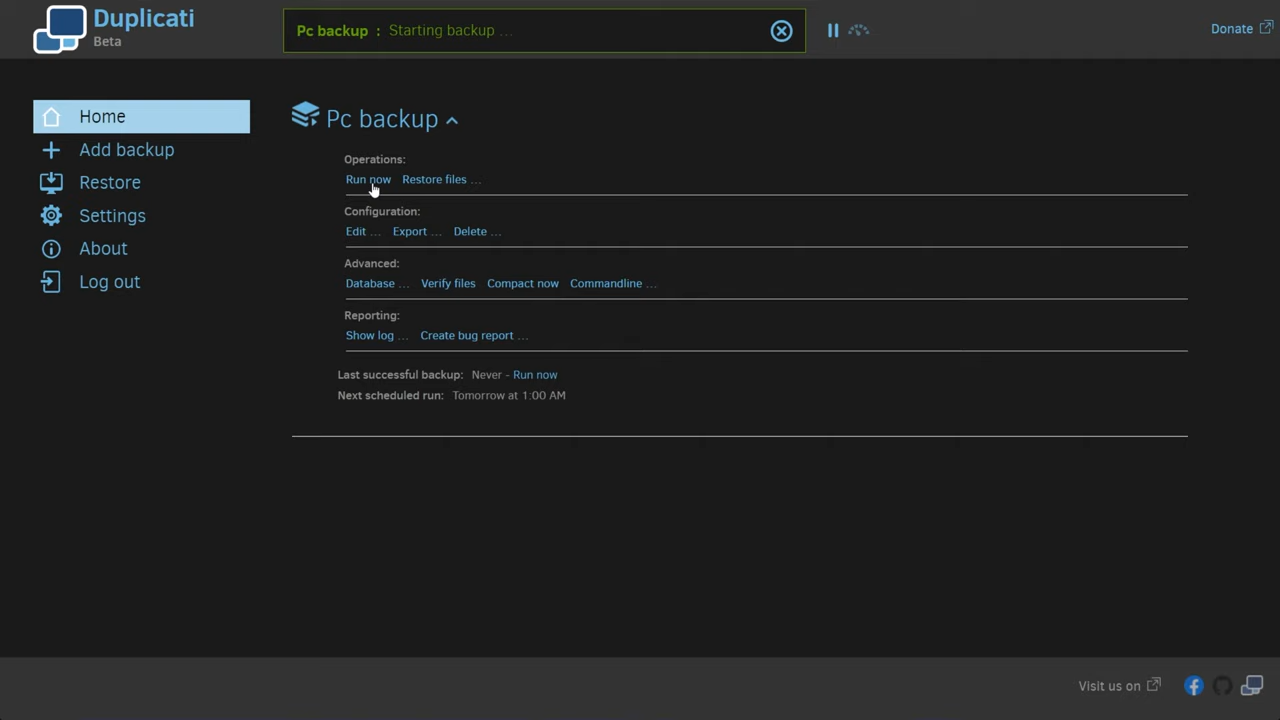 Duplicati
Beta
Pc backup : Starting backup ...
Donate
Home
Add backup
Restore
Settings
About
Log out
Pc backup
Operations:
Run now Restore files ...
Configuration:
Edit ... Export ... Delete ...
Advanced:
Database ... Verify files Compact now Commandline ...
Reporting:
Show log ... Create bug report ...
Last successful backup: Never - Run now
Next scheduled run: Tomorrow at 1:00 AM
Visit us on